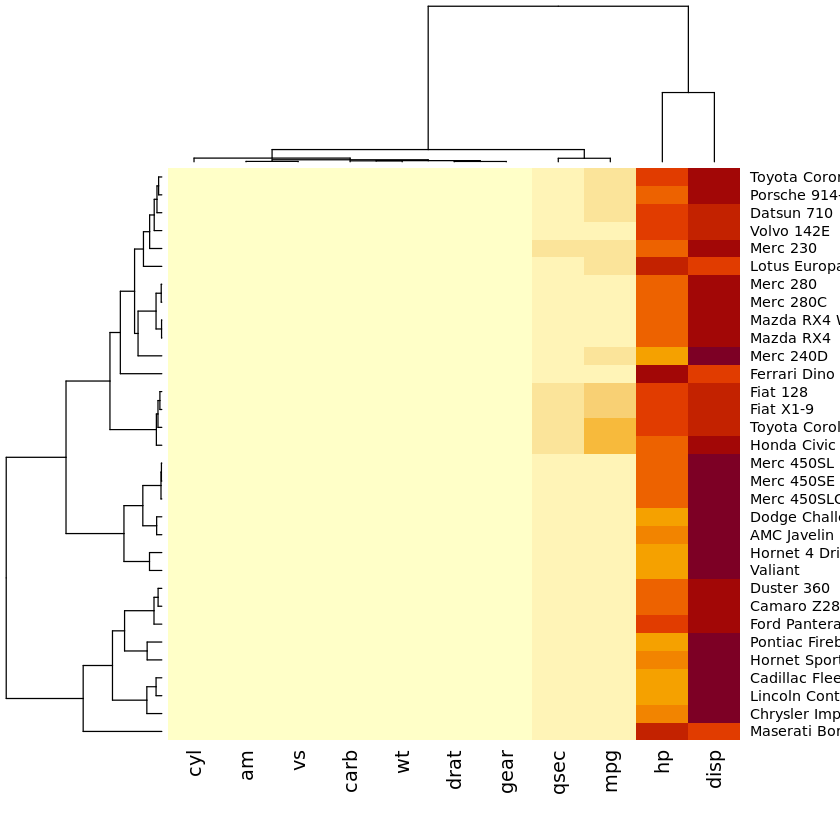 Toyota Coror
Porsche 914-
Datsun 710
Volvo 142E
Merc 230
Lotus Europa
Merc 280
Merc 280C
Mazda RX4 W
Mazda RX4
Merc 240D
Ferrari Dino
Fiat 128
Fiat X1-9
Toyota Corol
Honda Civic
Merc 450SL
Merc 450SE
Merc 450SLC
Dodge Challe
AMC Javelin
Hornet 4 Dri
Valiant
Duster 360
Camaro Z28
Ford Pantera
Pontiac Fireb
Hornet Sport
Cadillac Flee
Lincoln Cont
Chrysler Imp
Maserati Bor
cyl am vs carb wt drat gear qsec mpg hp disp